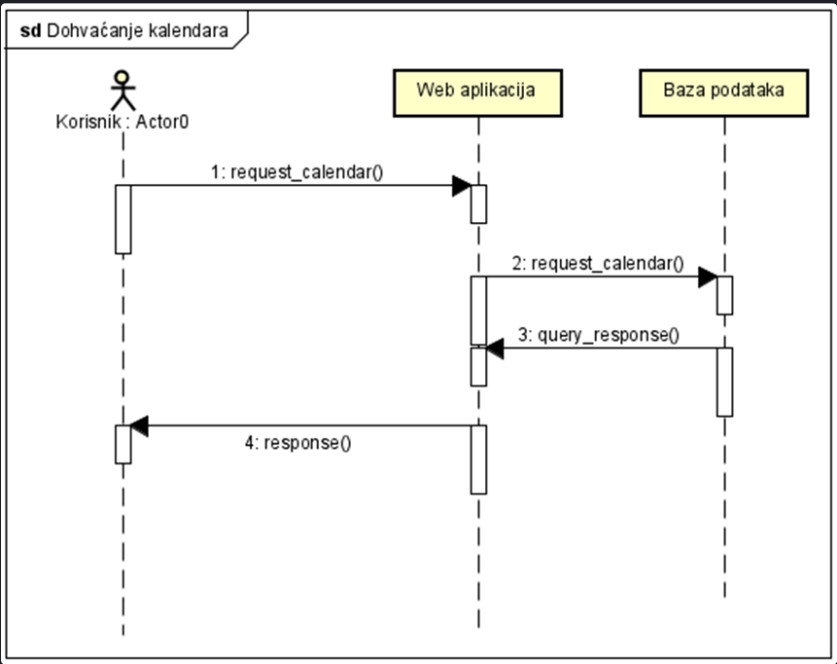 sd Dohvaćanje kalendara
Korisnik : Actor0
Web aplikacija
Baza podataka
1: request_calendar()
2: request_calendar()
3: query_response()
4: response()